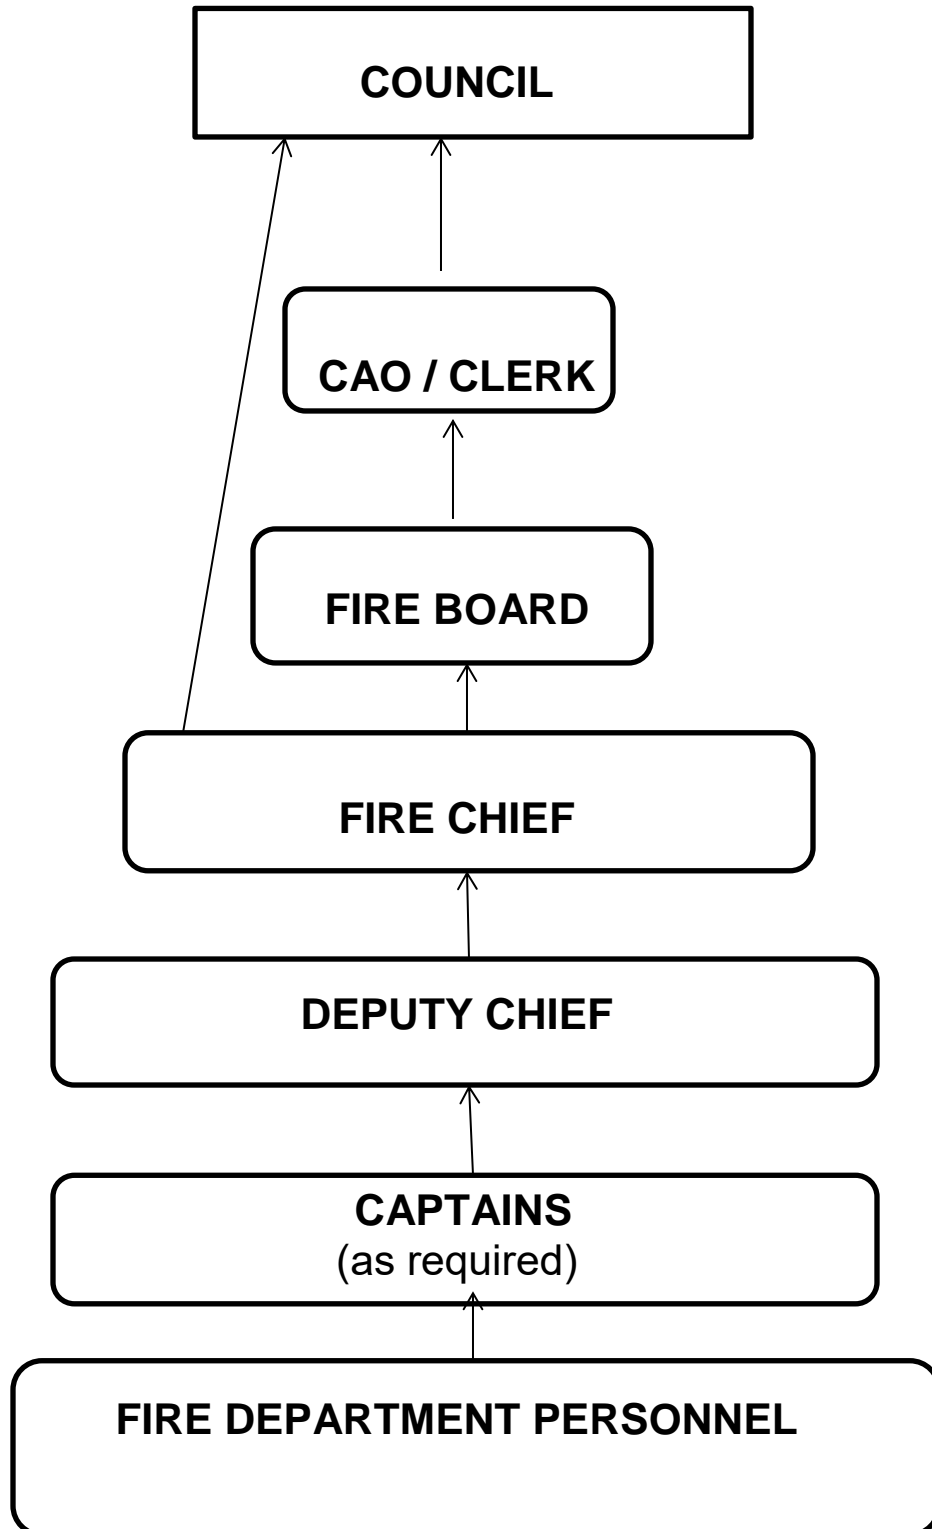 COUNCIL
CAO / CLERK
FIRE BOARD
FIRE CHIEF
DEPUTY CHIEF
CAPTAINS
(as required)
FIRE DEPARTMENT PERSONNEL